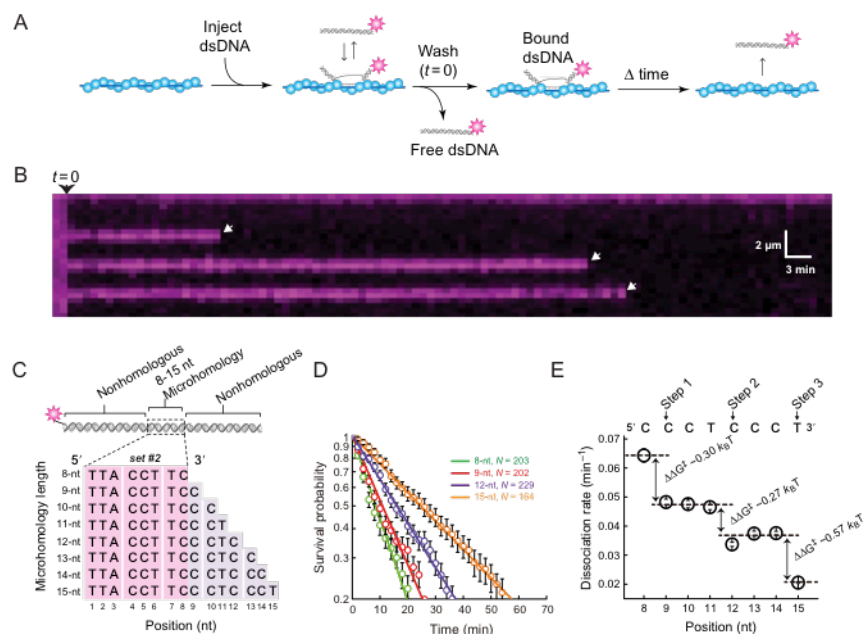 A
Inject
dsDNA
Wash
(t=0)
Free dsDNA
Bound
dsDNA
Δ time
B
t=0
2 μm
3 min
C
Nonhomologous
8-15 nt
Microhomology
Nonhomologous
5′ set #2 3′
Microhomology length
8-nt TTA CCT TC
9-nt TTA CCT TCC
10-nt TTA CCT TCC C
11-nt TTA CCT TCC CT
12-nt TTA CCT TCC CTC
13-nt TTA CCT TCC CTC C
14-nt TTA CCT TCC CTC CC
15-nt TTA CCT TCC CTC CCT
1 2 3 4 5 6 7 8 9 10 11 12 13 14 15
Position (nt)
D
Survival probability
1
0.9
0.8
0.7
0.6
0.5
0.4
0.3
0.2
8-nt, N = 203
9-nt, N = 202
12-nt, N = 229
15-nt, N = 164
0 10 20 30 40 50 60 70
Time (min)
E
Step 1
Step 2
Step 3
5′ C C C T C C C T 3′
Dissociation rate (min⁻¹)
0.07
0.06
0.05
0.04
0.03
0.02
ΔΔG‡ ~0.30 kBT
ΔΔG‡ ~0.27 kBT
ΔΔG‡ ~0.57 kBT
8 9 10 11 12 13 14 15
Position (nt)